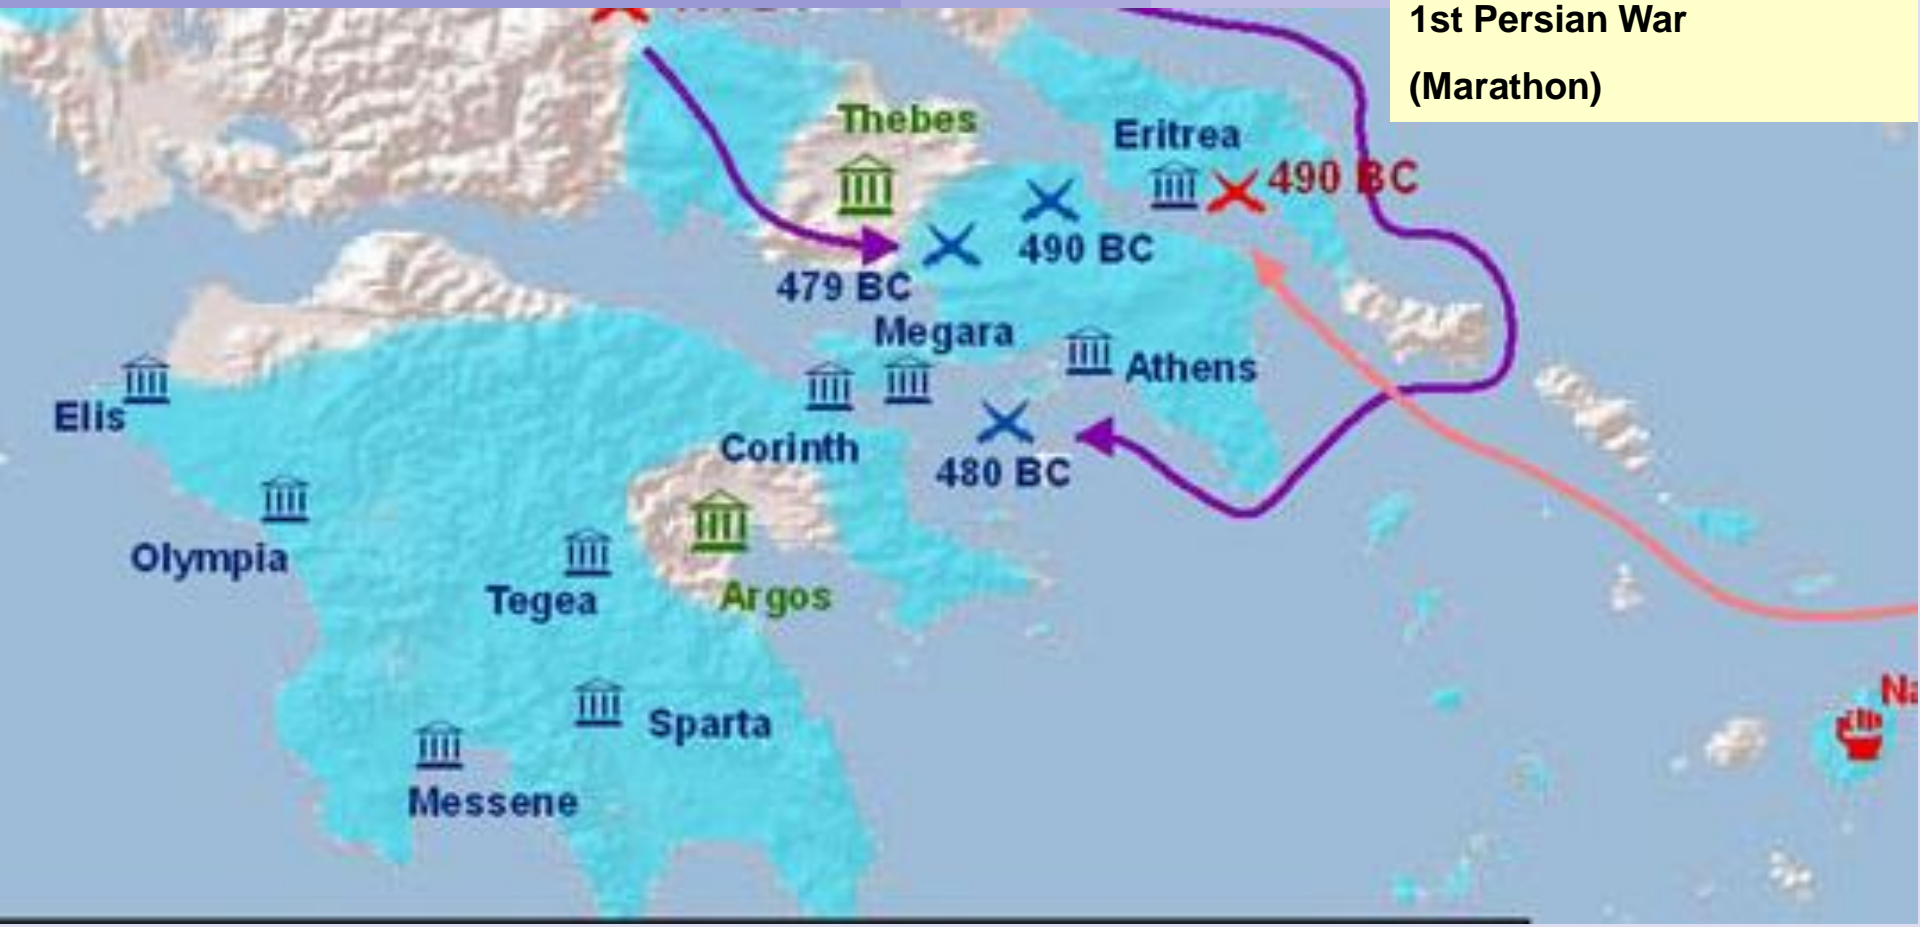 1st Persian War
(Marathon)
Thebes
Eritrea
490 BC
490 BC
479 BC
Megara
Athens
Elis
Corinth
480 BC
Olympia
Tegea
Argos
Sparta
Messene
Na